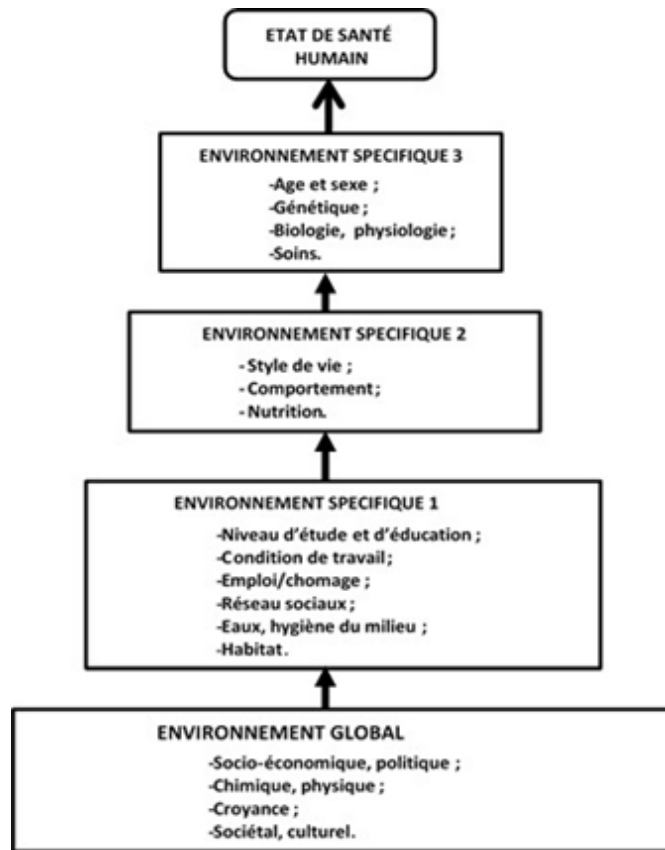 ETAT DE SANTÉ
HUMAIN
ENVIRONNEMENT SPECIFIQUE 3
-Age et sexe ;
-Génétique ;
-Biologie, physiologie ;
-Soins.
ENVIRONNEMENT SPECIFIQUE 2
- Style de vie ;
- Comportement;
- Nutrition.
ENVIRONNEMENT SPECIFIQUE 1
-Niveau d'étude et d'éducation ;
-Condition de travail;
-Emploi/chomage ;
-Réseau sociaux ;
-Eaux, hygiène du milieu ;
-Habitat.
ENVIRONNEMENT GLOBAL
-Socio-économique, politique ;
-Chimique, physique ;
-Croyance ;
-Sociétal, culturel.